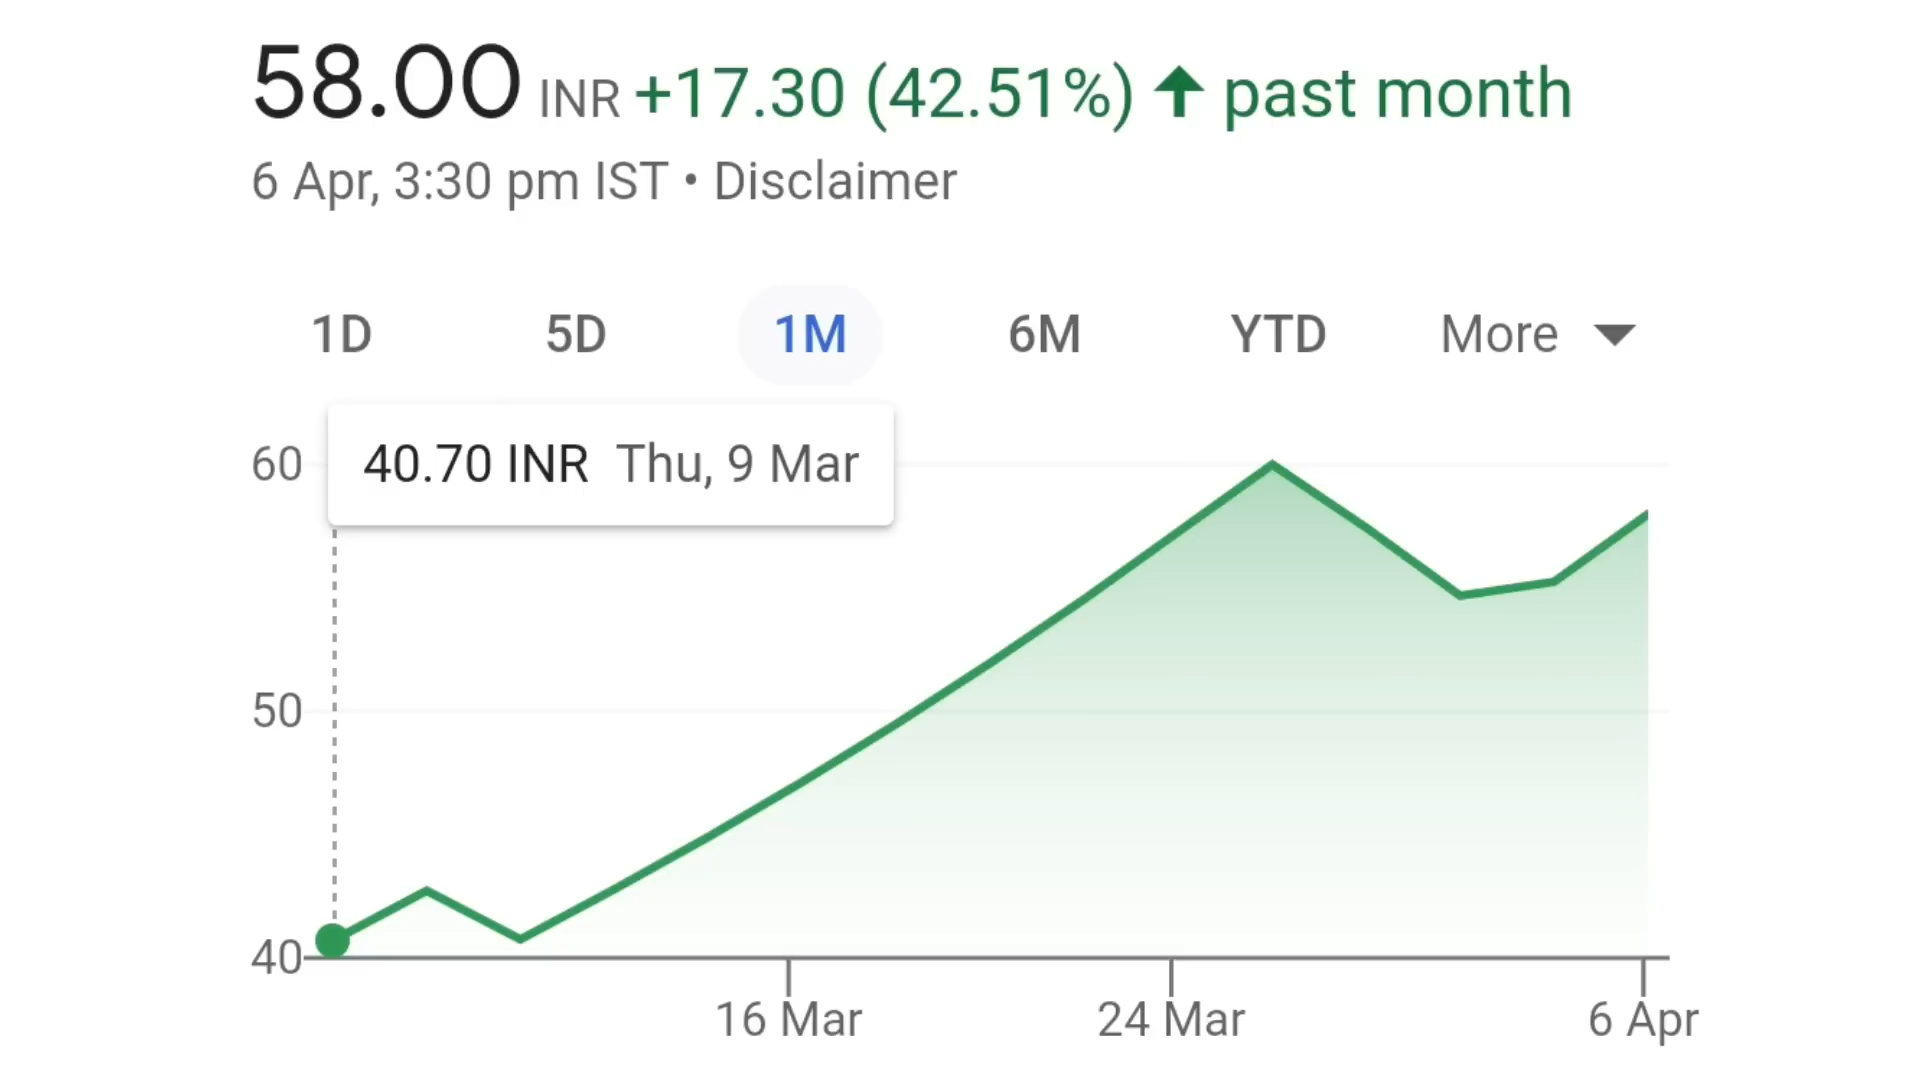 58.00 INR +17.30 (42.51%) ↑ past month
6 Apr, 3:30 pm IST • Disclaimer
1D 5D 1M 6M YTD More
40.70 INR Thu, 9 Mar
60
50
40
16 Mar 24 Mar 6 Apr